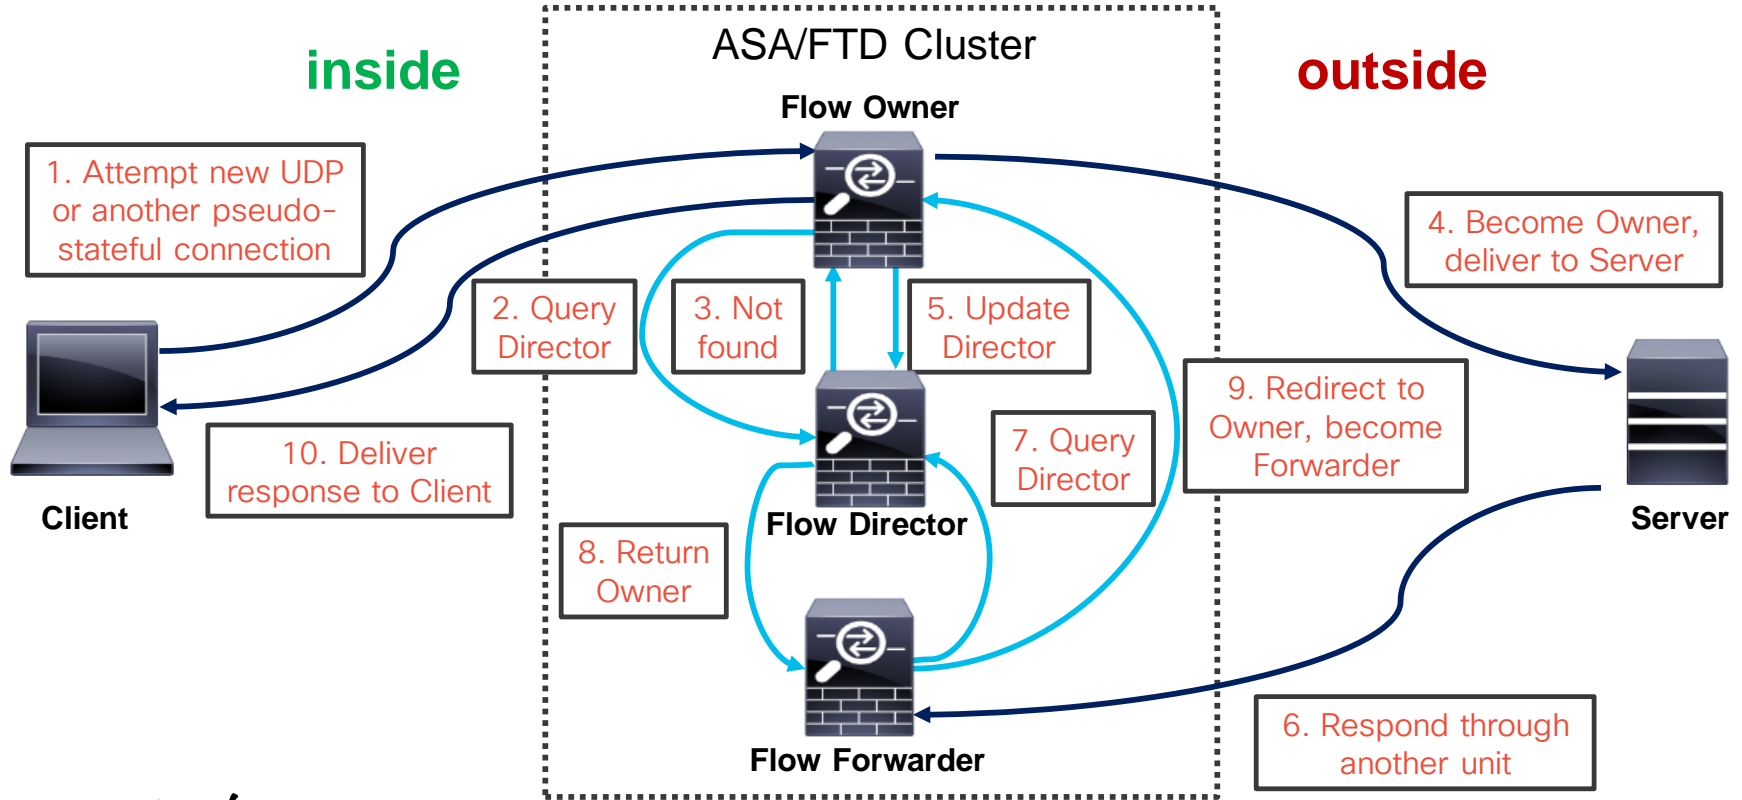 ASA/FTD Cluster
inside
outside
Flow Owner
1. Attempt new UDP
or another pseudo-
stateful connection
4. Become Owner,
deliver to Server
2. Query
Director
3. Not
found
5. Update
Director
9. Redirect to
Owner, become
Forwarder
7. Query
Director
10. Deliver
response to Client
Client
Flow Director
Server
8. Return
Owner
6. Respond through
another unit
Flow Forwarder